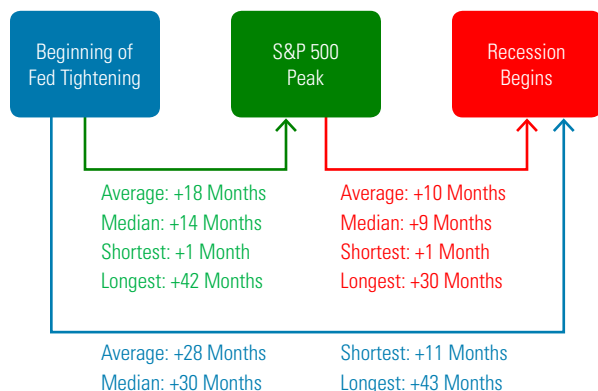 Beginning of
Fed Tightening
S&P 500
Peak
Recession
Begins
Average: +18 Months
Median: +14 Months
Shortest: +1 Month
Longest: +42 Months
Average: +10 Months
Median: +9 Months
Shortest: +1 Month
Longest: +30 Months
Average: +28 Months
Median: +30 Months
Shortest: +11 Months
Longest: +43 Months